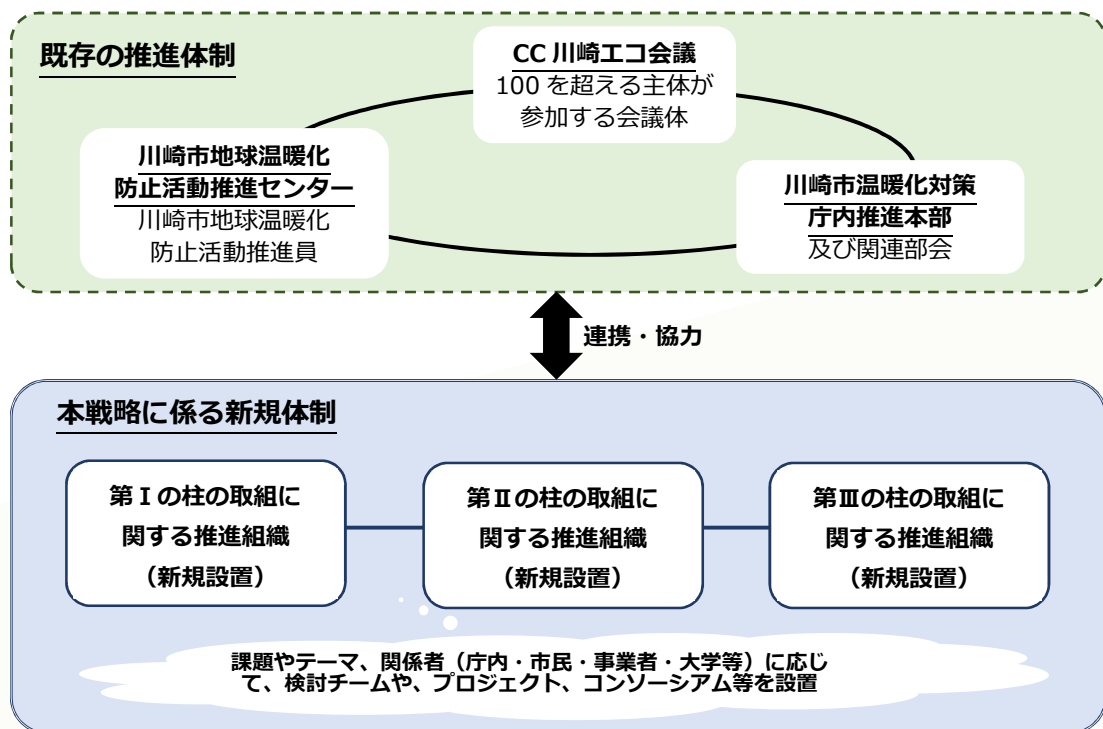 既存の推進体制
CC 川崎エコ会議
100 を超える主体が
参加する会議体
川崎市地球温暖化
防止活動推進センター
川崎市地球温暖化
防止活動推進員
川崎市温暖化対策
庁内推進本部
及び関連部会
連携・協力
本戦略に係る新規体制
第Ⅰの柱の取組に
関する推進組織
（新規設置）
第Ⅱの柱の取組に
関する推進組織
（新規設置）
第Ⅲの柱の取組に
関する推進組織
（新規設置）
課題やテーマ、関係者（庁内・市民・事業者・大学等）に応じ
て、検討チームや、プロジェクト、コンソーシアム等を設置